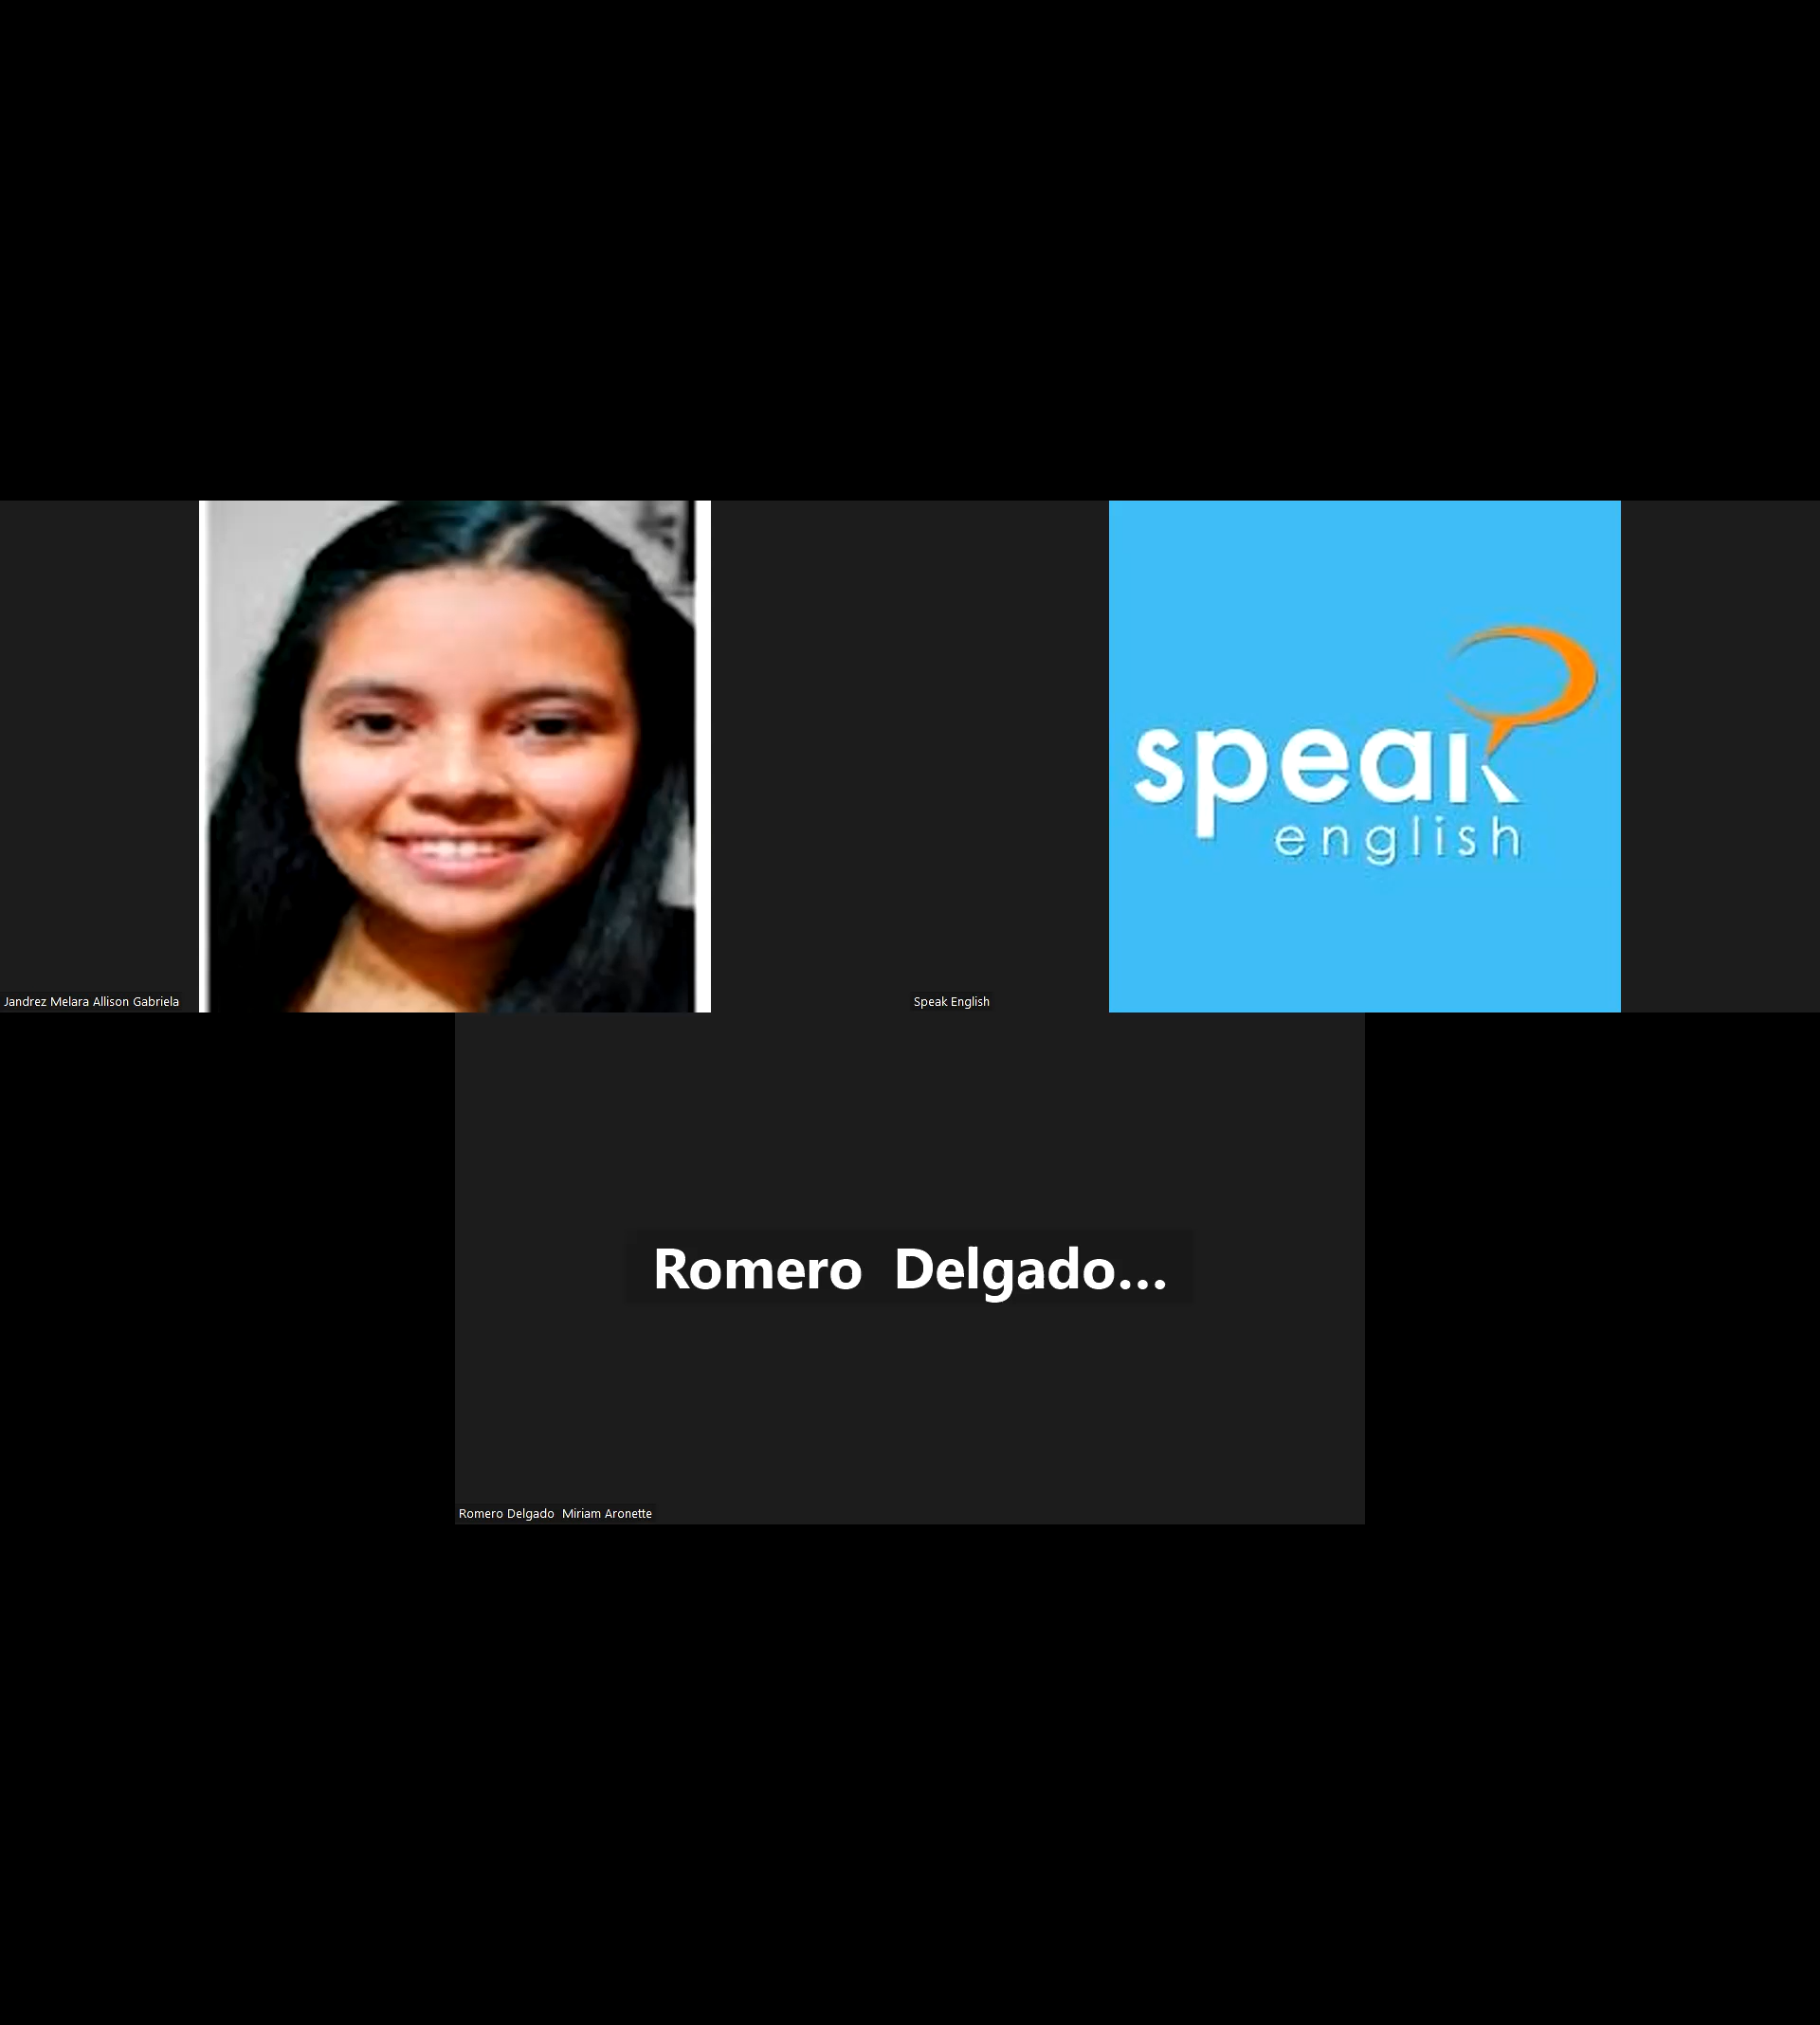 speak
english
Jandrez Melara Allison Gabriela
Speak English
Romero Delgado...
Romero Delgado Miriam Aronette